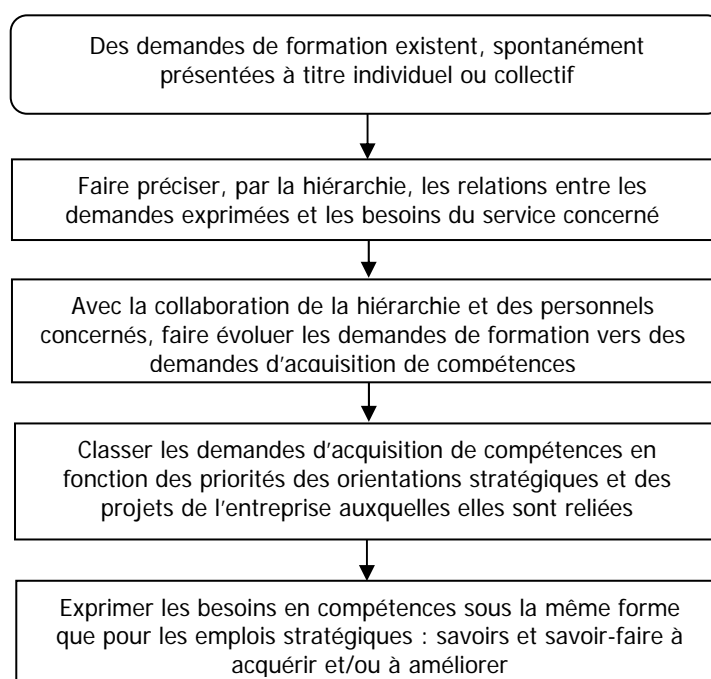 Des demandes de formation existent, spontanément
présentées à titre individuel ou collectif
Faire préciser, par la hiérarchie, les relations entre les
demandes exprimées et les besoins du service concerné
Avec la collaboration de la hiérarchie et des personnels
concernés, faire évoluer les demandes de formation vers des
demandes d’acquisition de compétences
Classer les demandes d’acquisition de compétences en
fonction des priorités des orientations stratégiques et des
projets de l’entreprise auxquelles elles sont reliées
Exprimer les besoins en compétences sous la même forme
que pour les emplois stratégiques : savoirs et savoir-faire à
acquérir et/ou à améliorer